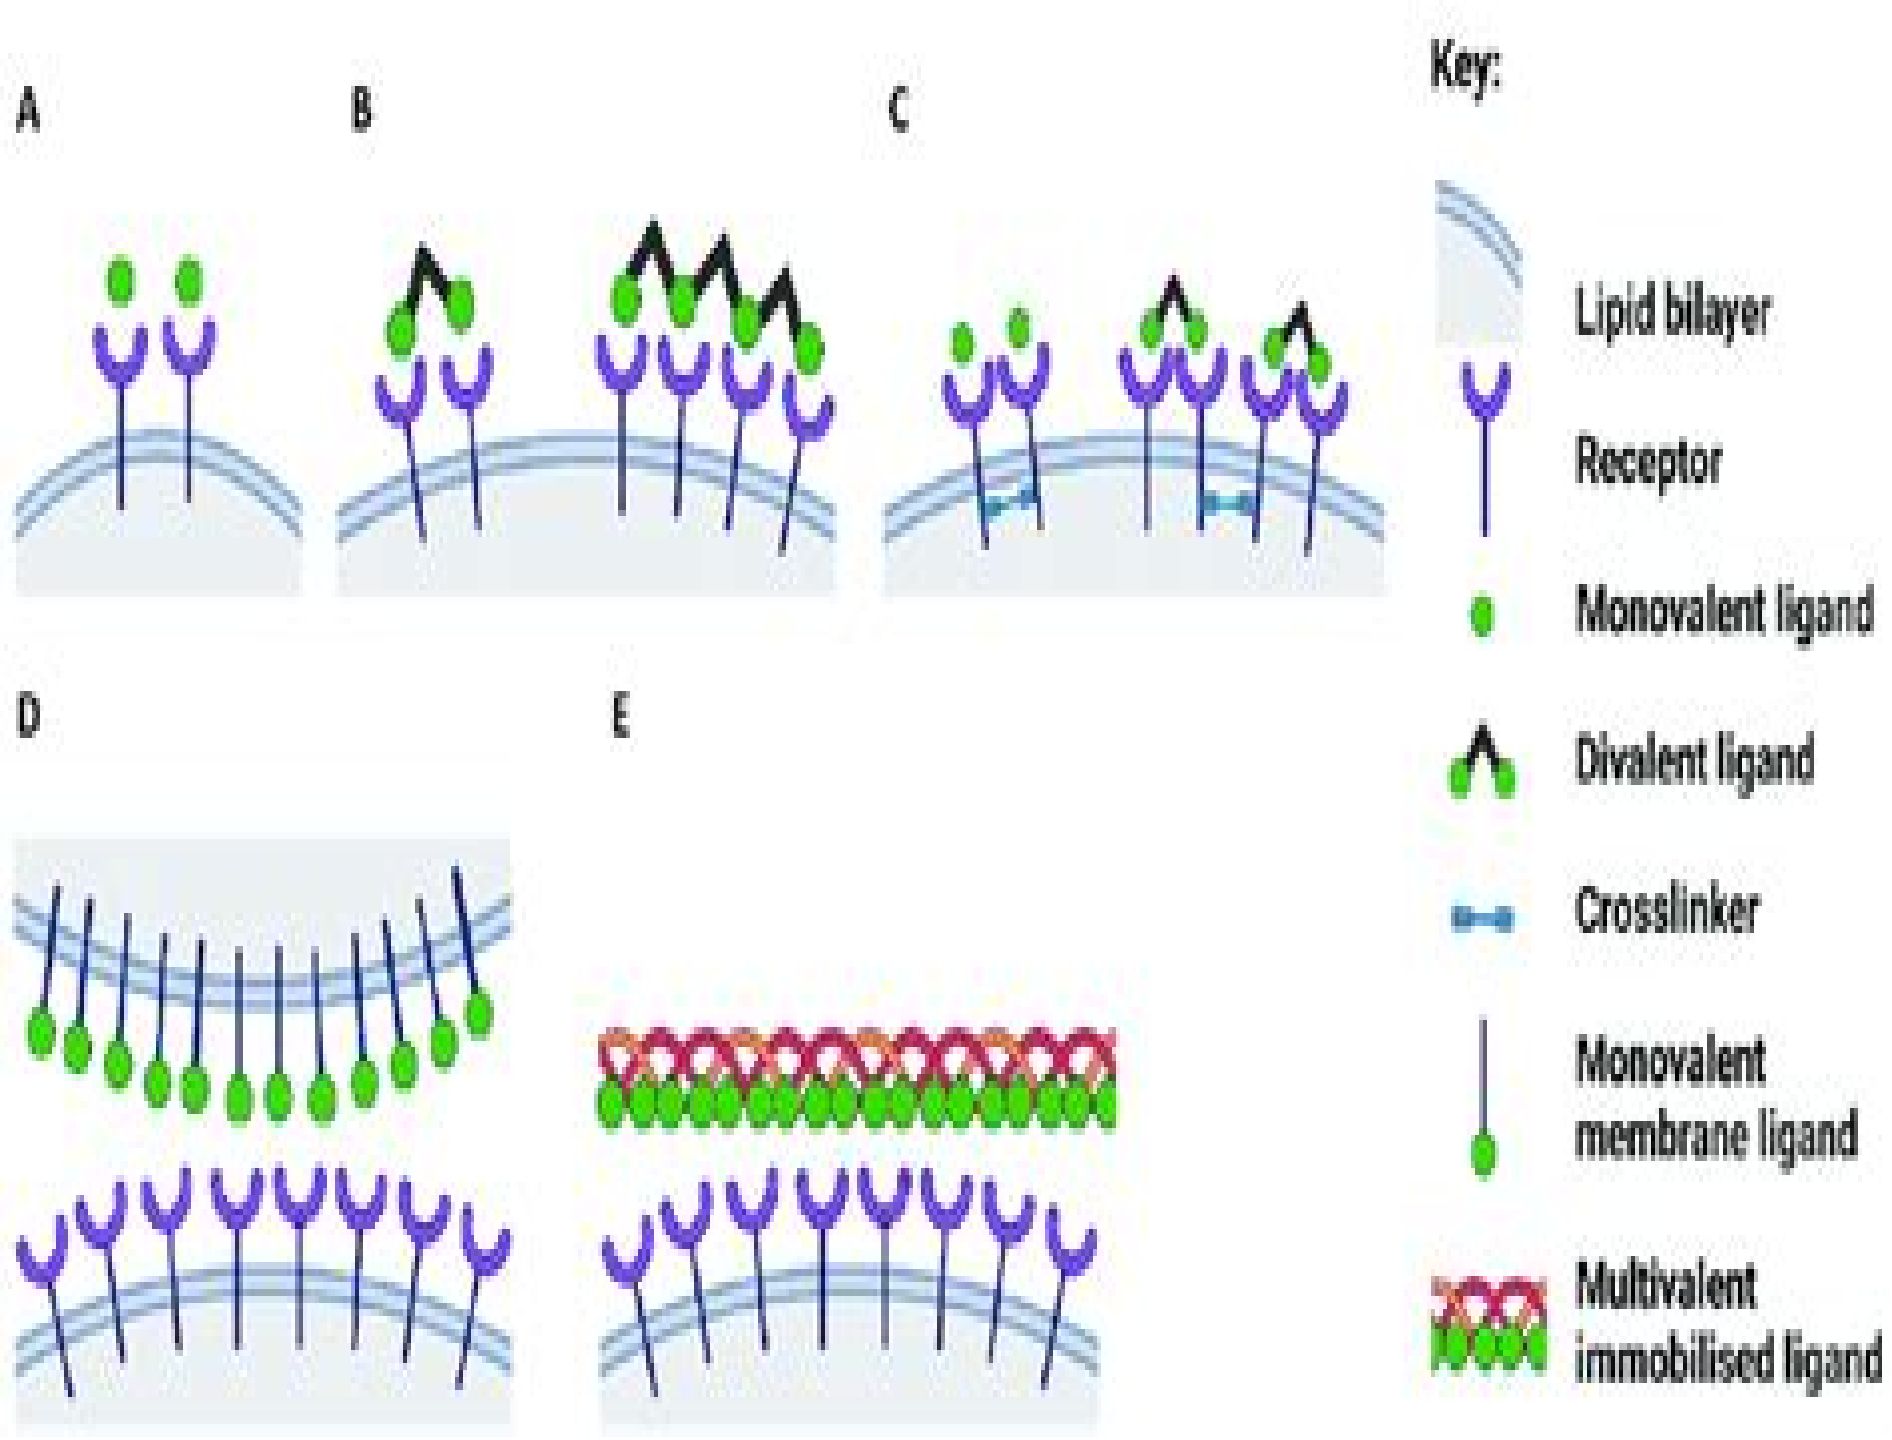 A
B
C
Key:
Lipid bilayer
Receptor
Monovalent ligand
D
E
Divalent ligand
Crosslinker
Monovalent
membrane ligand
Multivalent
immobilised ligand